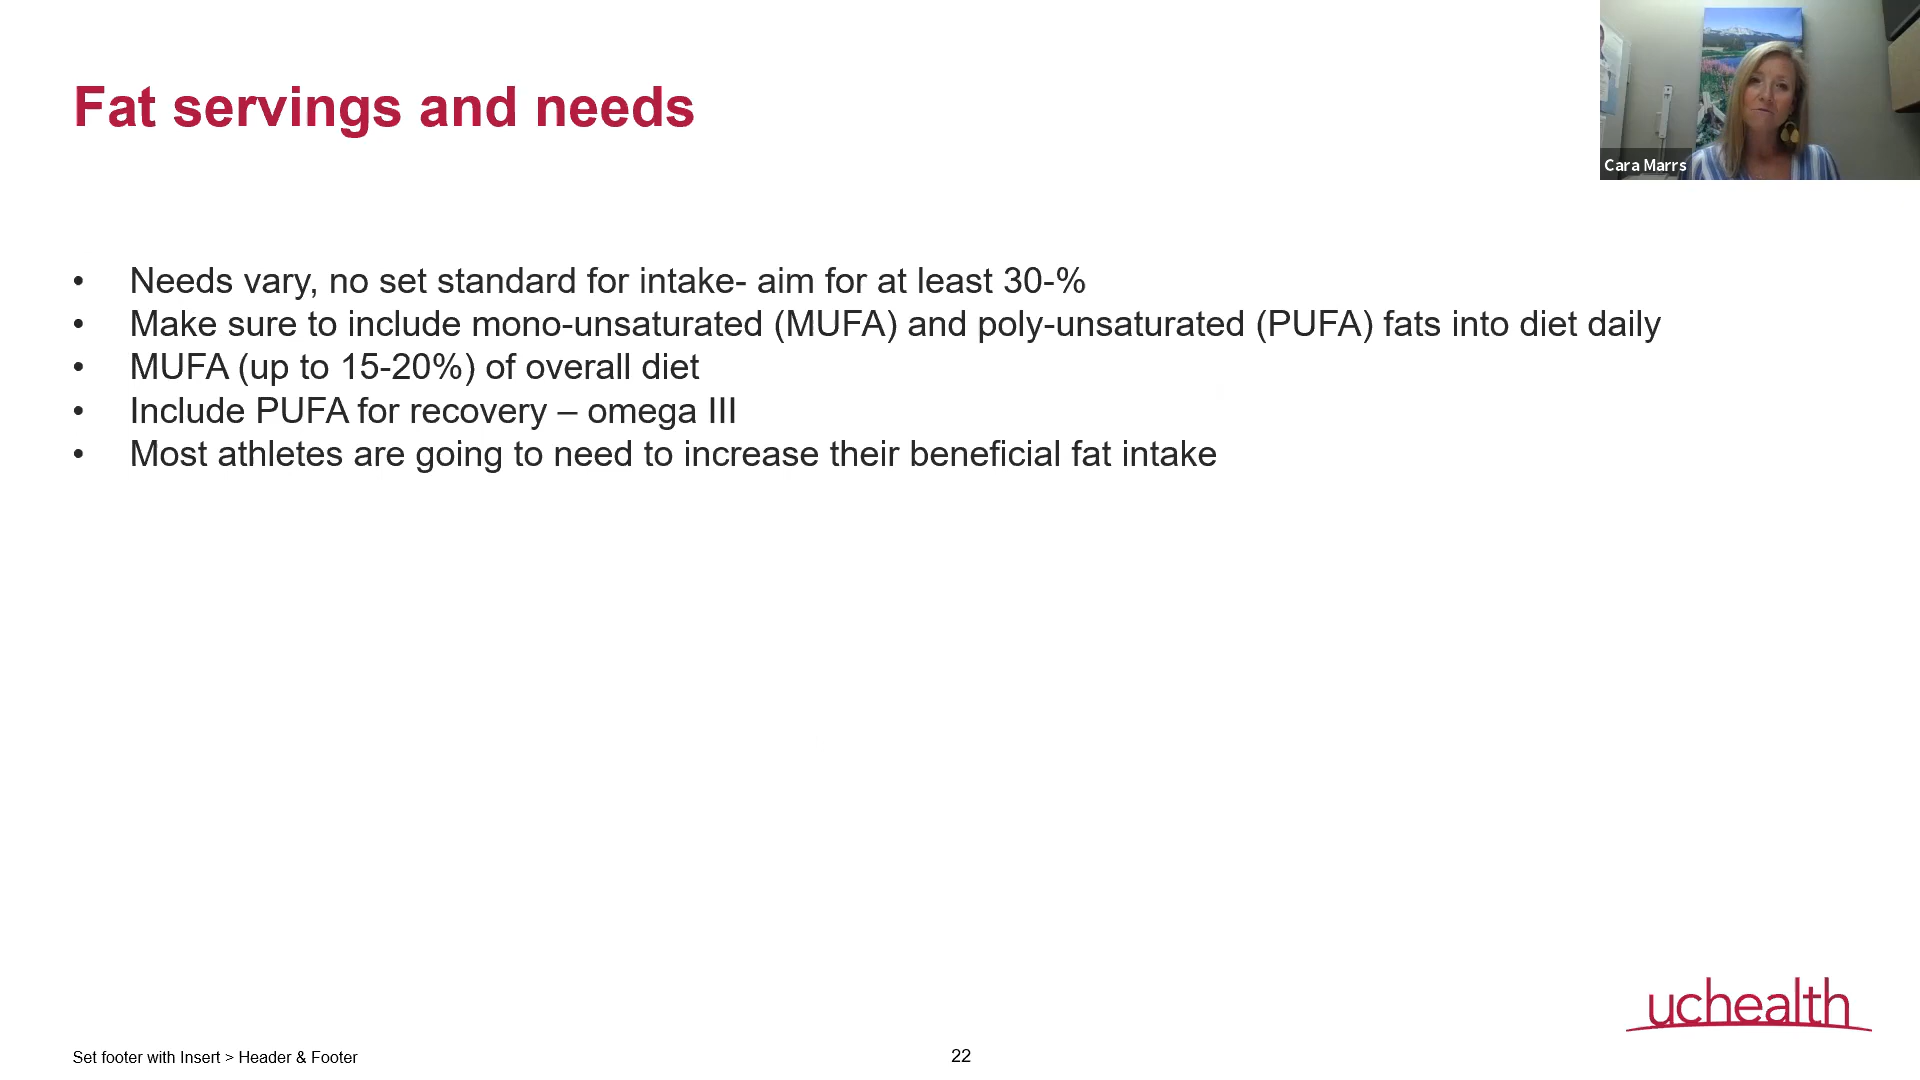 Fat servings and needs
Cara Marrs
• Needs vary, no set standard for intake- aim for at least 30-%
• Make sure to include mono-unsaturated (MUFA) and poly-unsaturated (PUFA) fats into diet daily
• MUFA (up to 15-20%) of overall diet
• Include PUFA for recovery – omega III
• Most athletes are going to need to increase their beneficial fat intake
uchealth
Set footer with Insert > Header & Footer
22